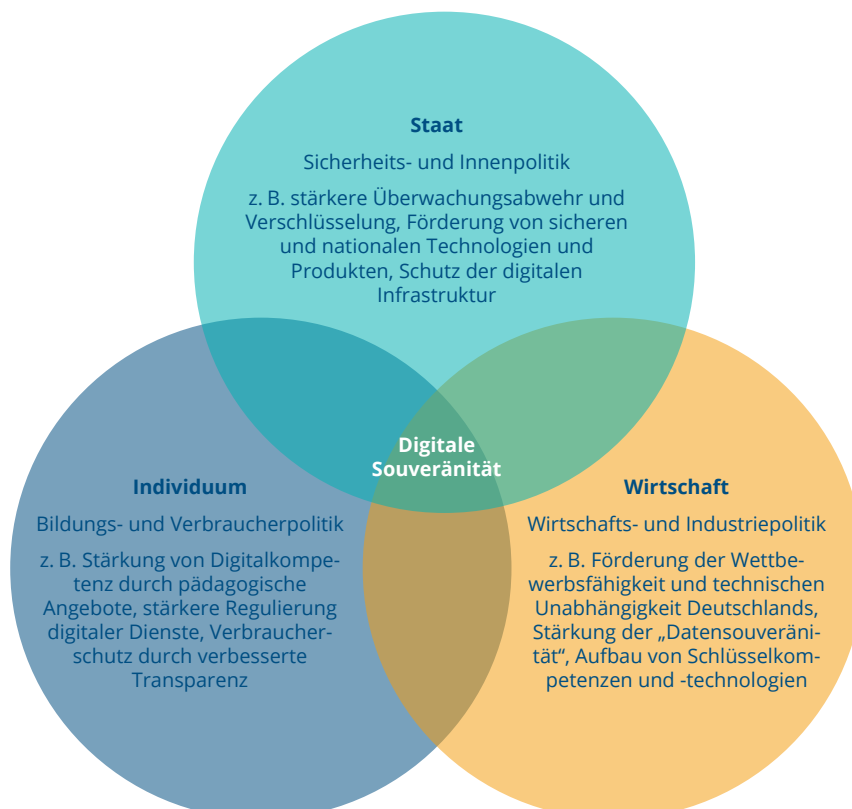 Staat
Sicherheits- und Innenpolitik
z. B. stärkere Überwachungsabwehr und
Verschlüsselung, Förderung von sicheren
und nationalen Technologien und
Produkten, Schutz der digitalen
Infrastruktur
Digitale
Souveränität
Individuum
Bildungs- und Verbraucherpolitik
z. B. Stärkung von Digitalkompe-
tenz durch pädagogische
Angebote, stärkere Regulierung
digitaler Dienste, Verbraucher-
schutz durch verbesserte
Transparenz
Wirtschaft
Wirtschafts- und Industriepolitik
z. B. Förderung der Wettbe-
werbsfähigkeit und technischen
Unabhängigkeit Deutschlands,
Stärkung der „Datensouveräni-
tät“, Aufbau von Schlüsselkom-
petenzen und -technologien